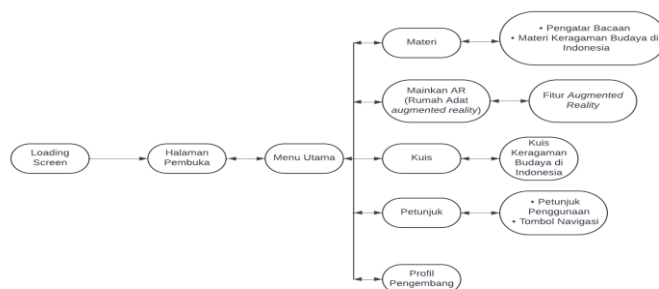 Loading
Screen
Halaman
Pembuka
Menu Utama
Materi
• Pengatar Bacaan
• Materi Keragaman Budaya di
Indonesia
Mainkan AR
(Rumah Adat
augmented reality)
Fitur Augmented
Reality
Kuis
Kuis
Keragaman
Budaya di
Indonesia
Petunjuk
• Petunjuk
Penggunaan
• Tombol Navigasi
Profil
Pengembang